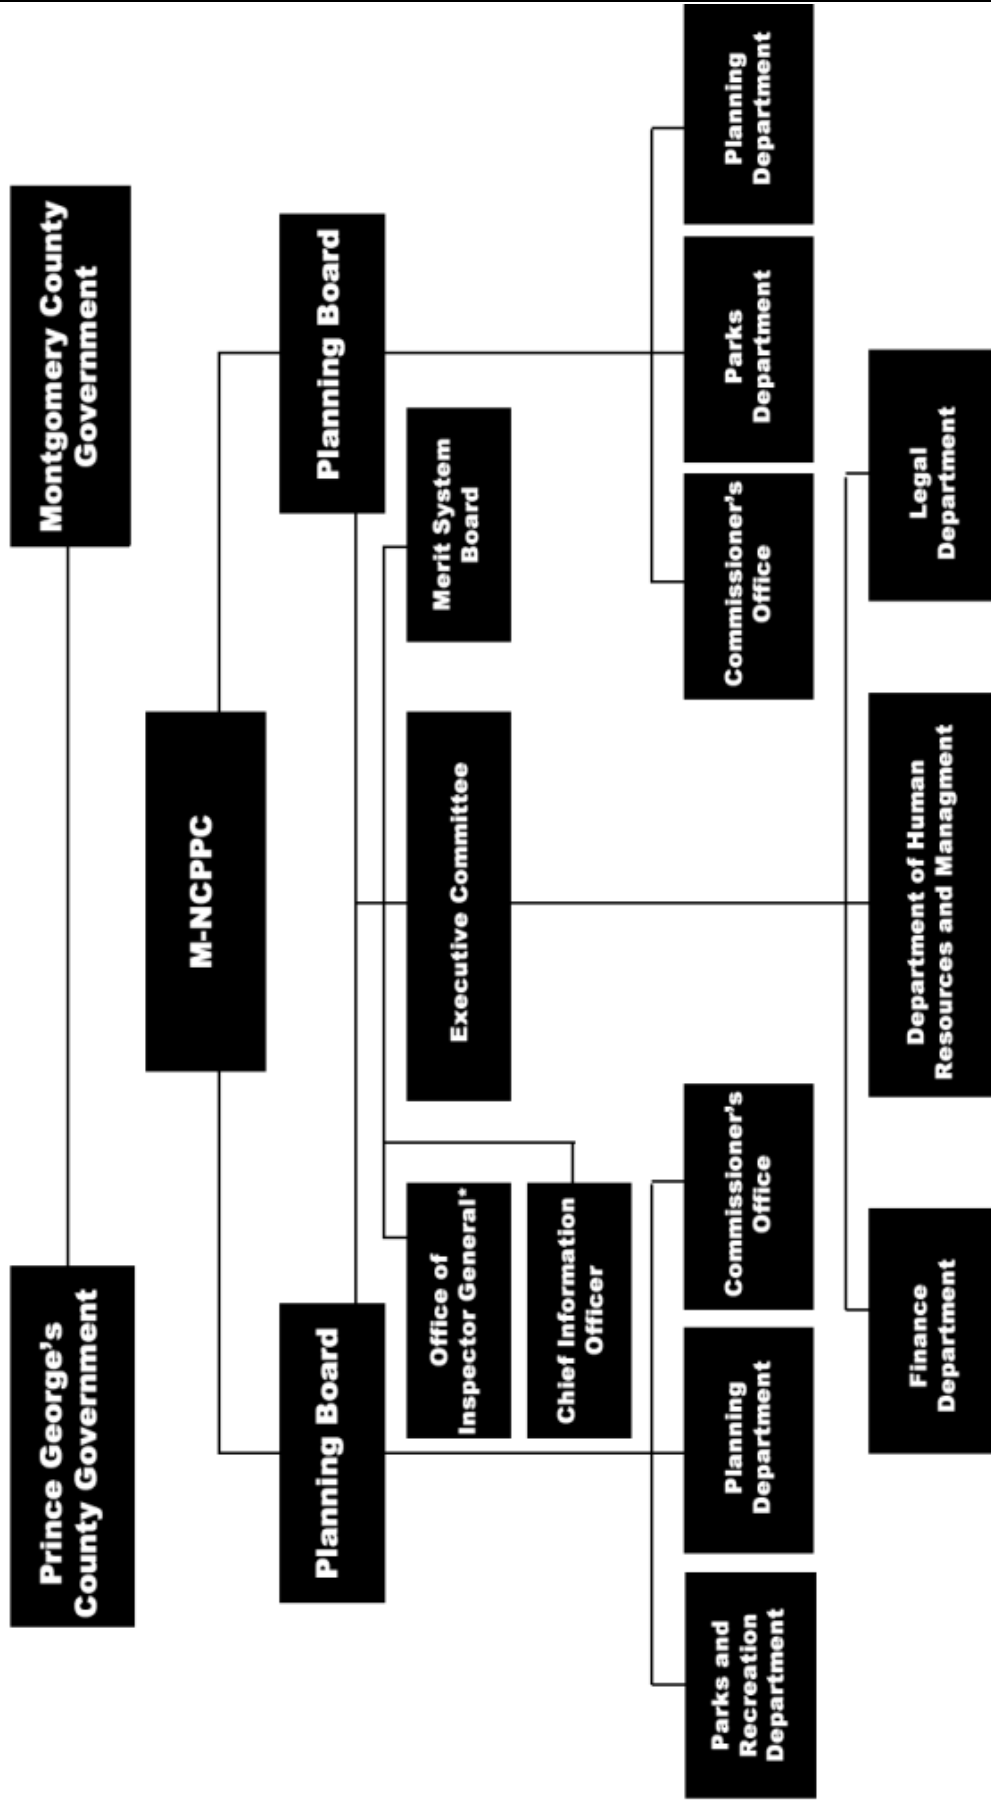 Prince George's
County Government
Montgomery County
Government
M-NCPPC
Planning Board
Planning Board
Office of
Inspector General*
Executive Committee
Merit System
Board
Chief Information
Officer
Parks and
Recreation
Department
Planning
Department
Commissioner's
Office
Commissioner's
Office
Parks
Department
Planning
Department
Finance
Department
Department of Human
Resources and Managment
Legal
Department